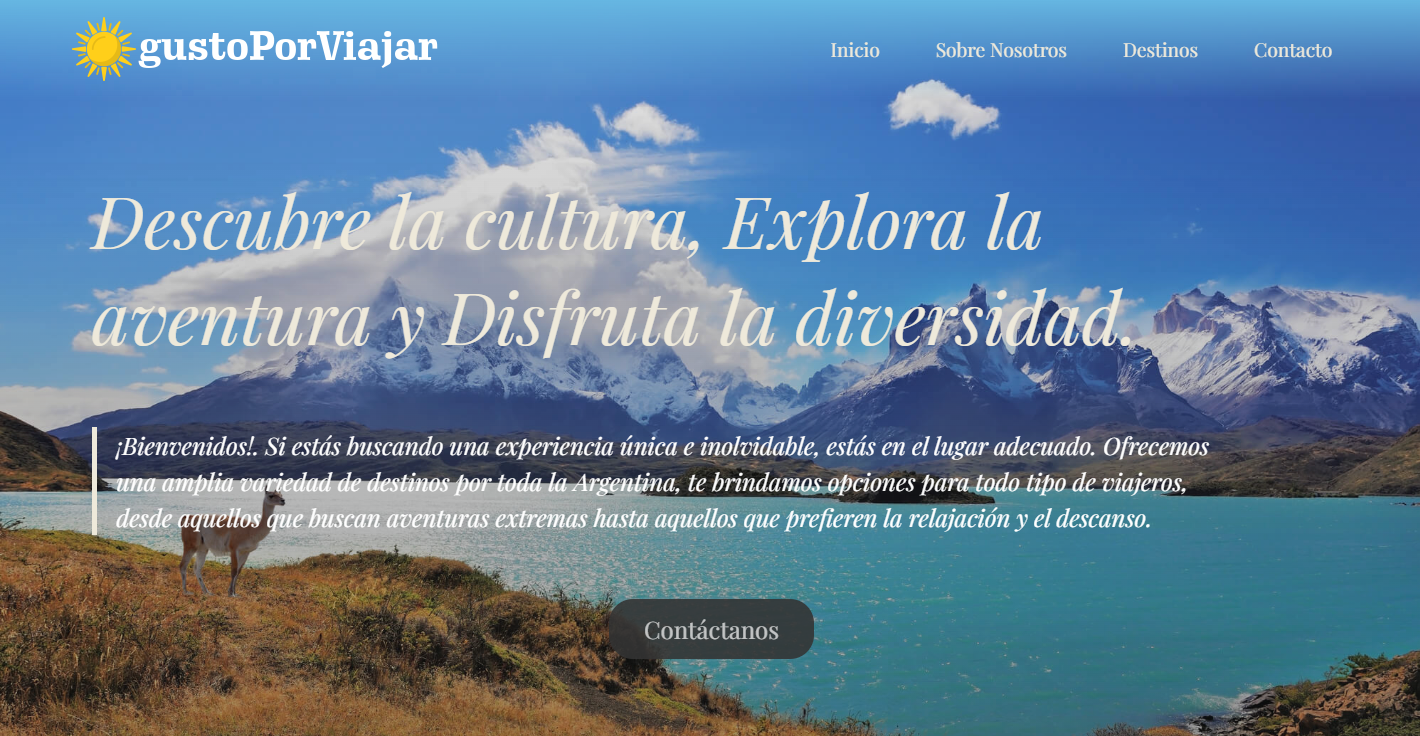 gustoPorViajar
Inicio Sobre Nosotros Destinos Contacto
Descubre la cultura, Explora la
aventura y Disfruta la diversidad.
¡Bienvenidos!. Si estás buscando una experiencia única e inolvidable, estás en el lugar adecuado. Ofrecemos
una amplia variedad de destinos por toda la Argentina, te brindamos opciones para todo tipo de viajeros,
desde aquellos que buscan aventuras extremas hasta aquellos que prefieren la relajación y el descanso.
Contáctanos